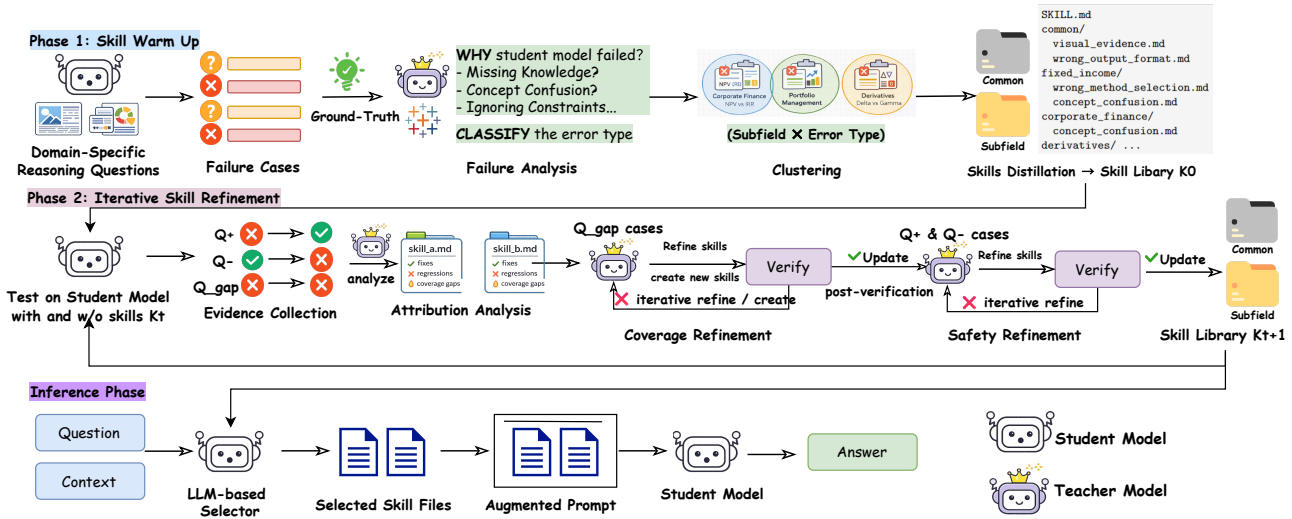 Phase 1: Skill Warm Up
Domain-Specific
Reasoning Questions
Failure Cases
Ground-Truth
WHY student model failed?
- Missing Knowledge?
- Concept Confusion?
- Ignoring Constraints...
CLASSIFY the error type
Failure Analysis
NPV
Corporate Finance
NPV vs IRR
Portfolio
Management
Δ∇
Derivatives
Delta vs Gamma
(Subfield × Error Type)
Clustering
Common
Subfield
SKILL.md
common/
visual_evidence.md
wrong_output_format.md
fixed_income/
wrong_method_selection.md
concept_confusion.md
corporate_finance/
concept_confusion.md
derivatives/ ...
Skills Distillation → Skill Libary K0
Phase 2: Iterative Skill Refinement
Test on Student Model
with and w/o skills Kt
Q+
Q-
Q_gap
Evidence Collection
analyze
skill_a.md
fixes
regressions
coverage gaps
skill_b.md
fixes
regressions
coverage gaps
Attribution Analysis
Q_gap cases
Refine skills
create new skills
Verify
iterative refine / create
Coverage Refinement
Update
post-verification
Q+ & Q- cases
Refine skills
Verify
iterative refine
Safety Refinement
Update
Common
Subfield
Skill Library Kt+1
Inference Phase
Question
Context
LLM-based
Selector
Selected Skill Files
Augmented Prompt
Student Model
Answer
Student Model
Teacher Model